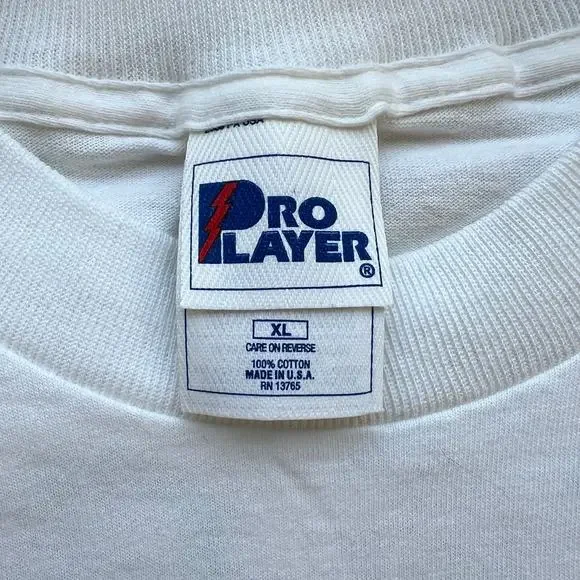 PRO
PLAYER
®
XL
CARE ON REVERSE
100% COTTON
MADE IN U.S.A.
RN 13765